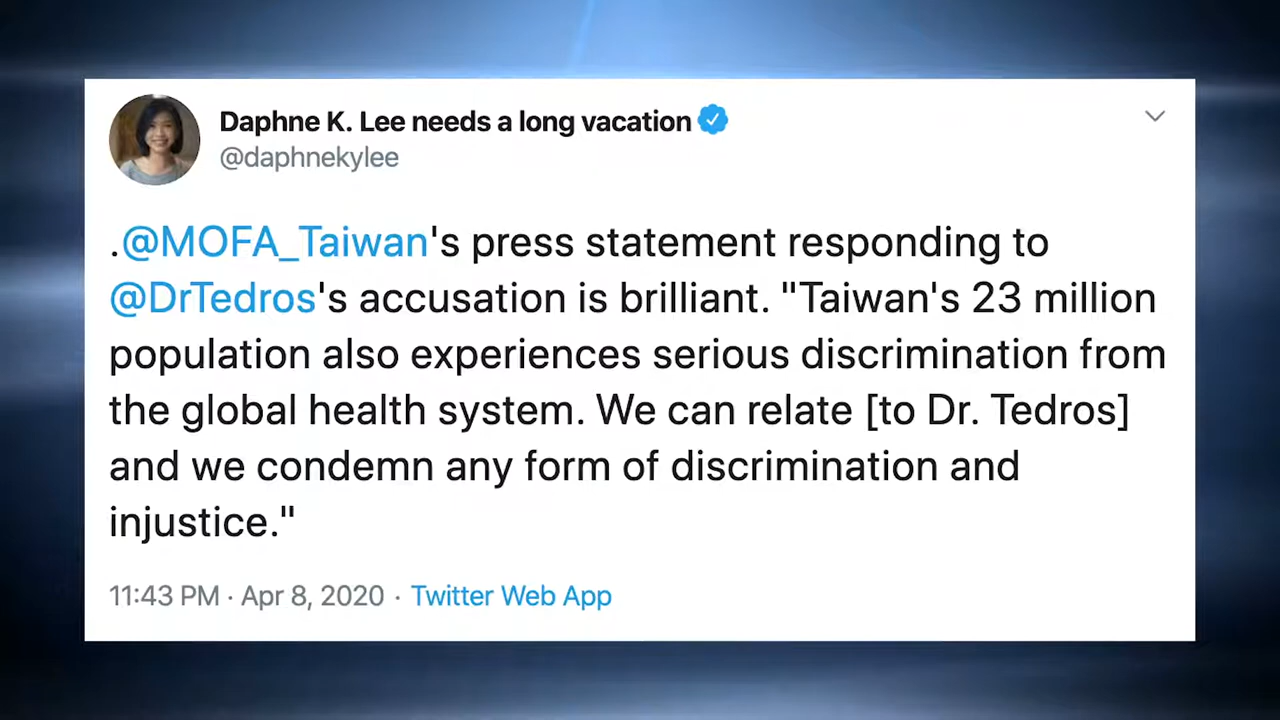 Daphne K. Lee needs a long vacation
@daphnekylee
.@MOFA_Taiwan's press statement responding to
@DrTedros's accusation is brilliant. "Taiwan's 23 million
population also experiences serious discrimination from
the global health system. We can relate [to Dr. Tedros]
and we condemn any form of discrimination and
injustice."
11:43 PM · Apr 8, 2020 · Twitter Web App